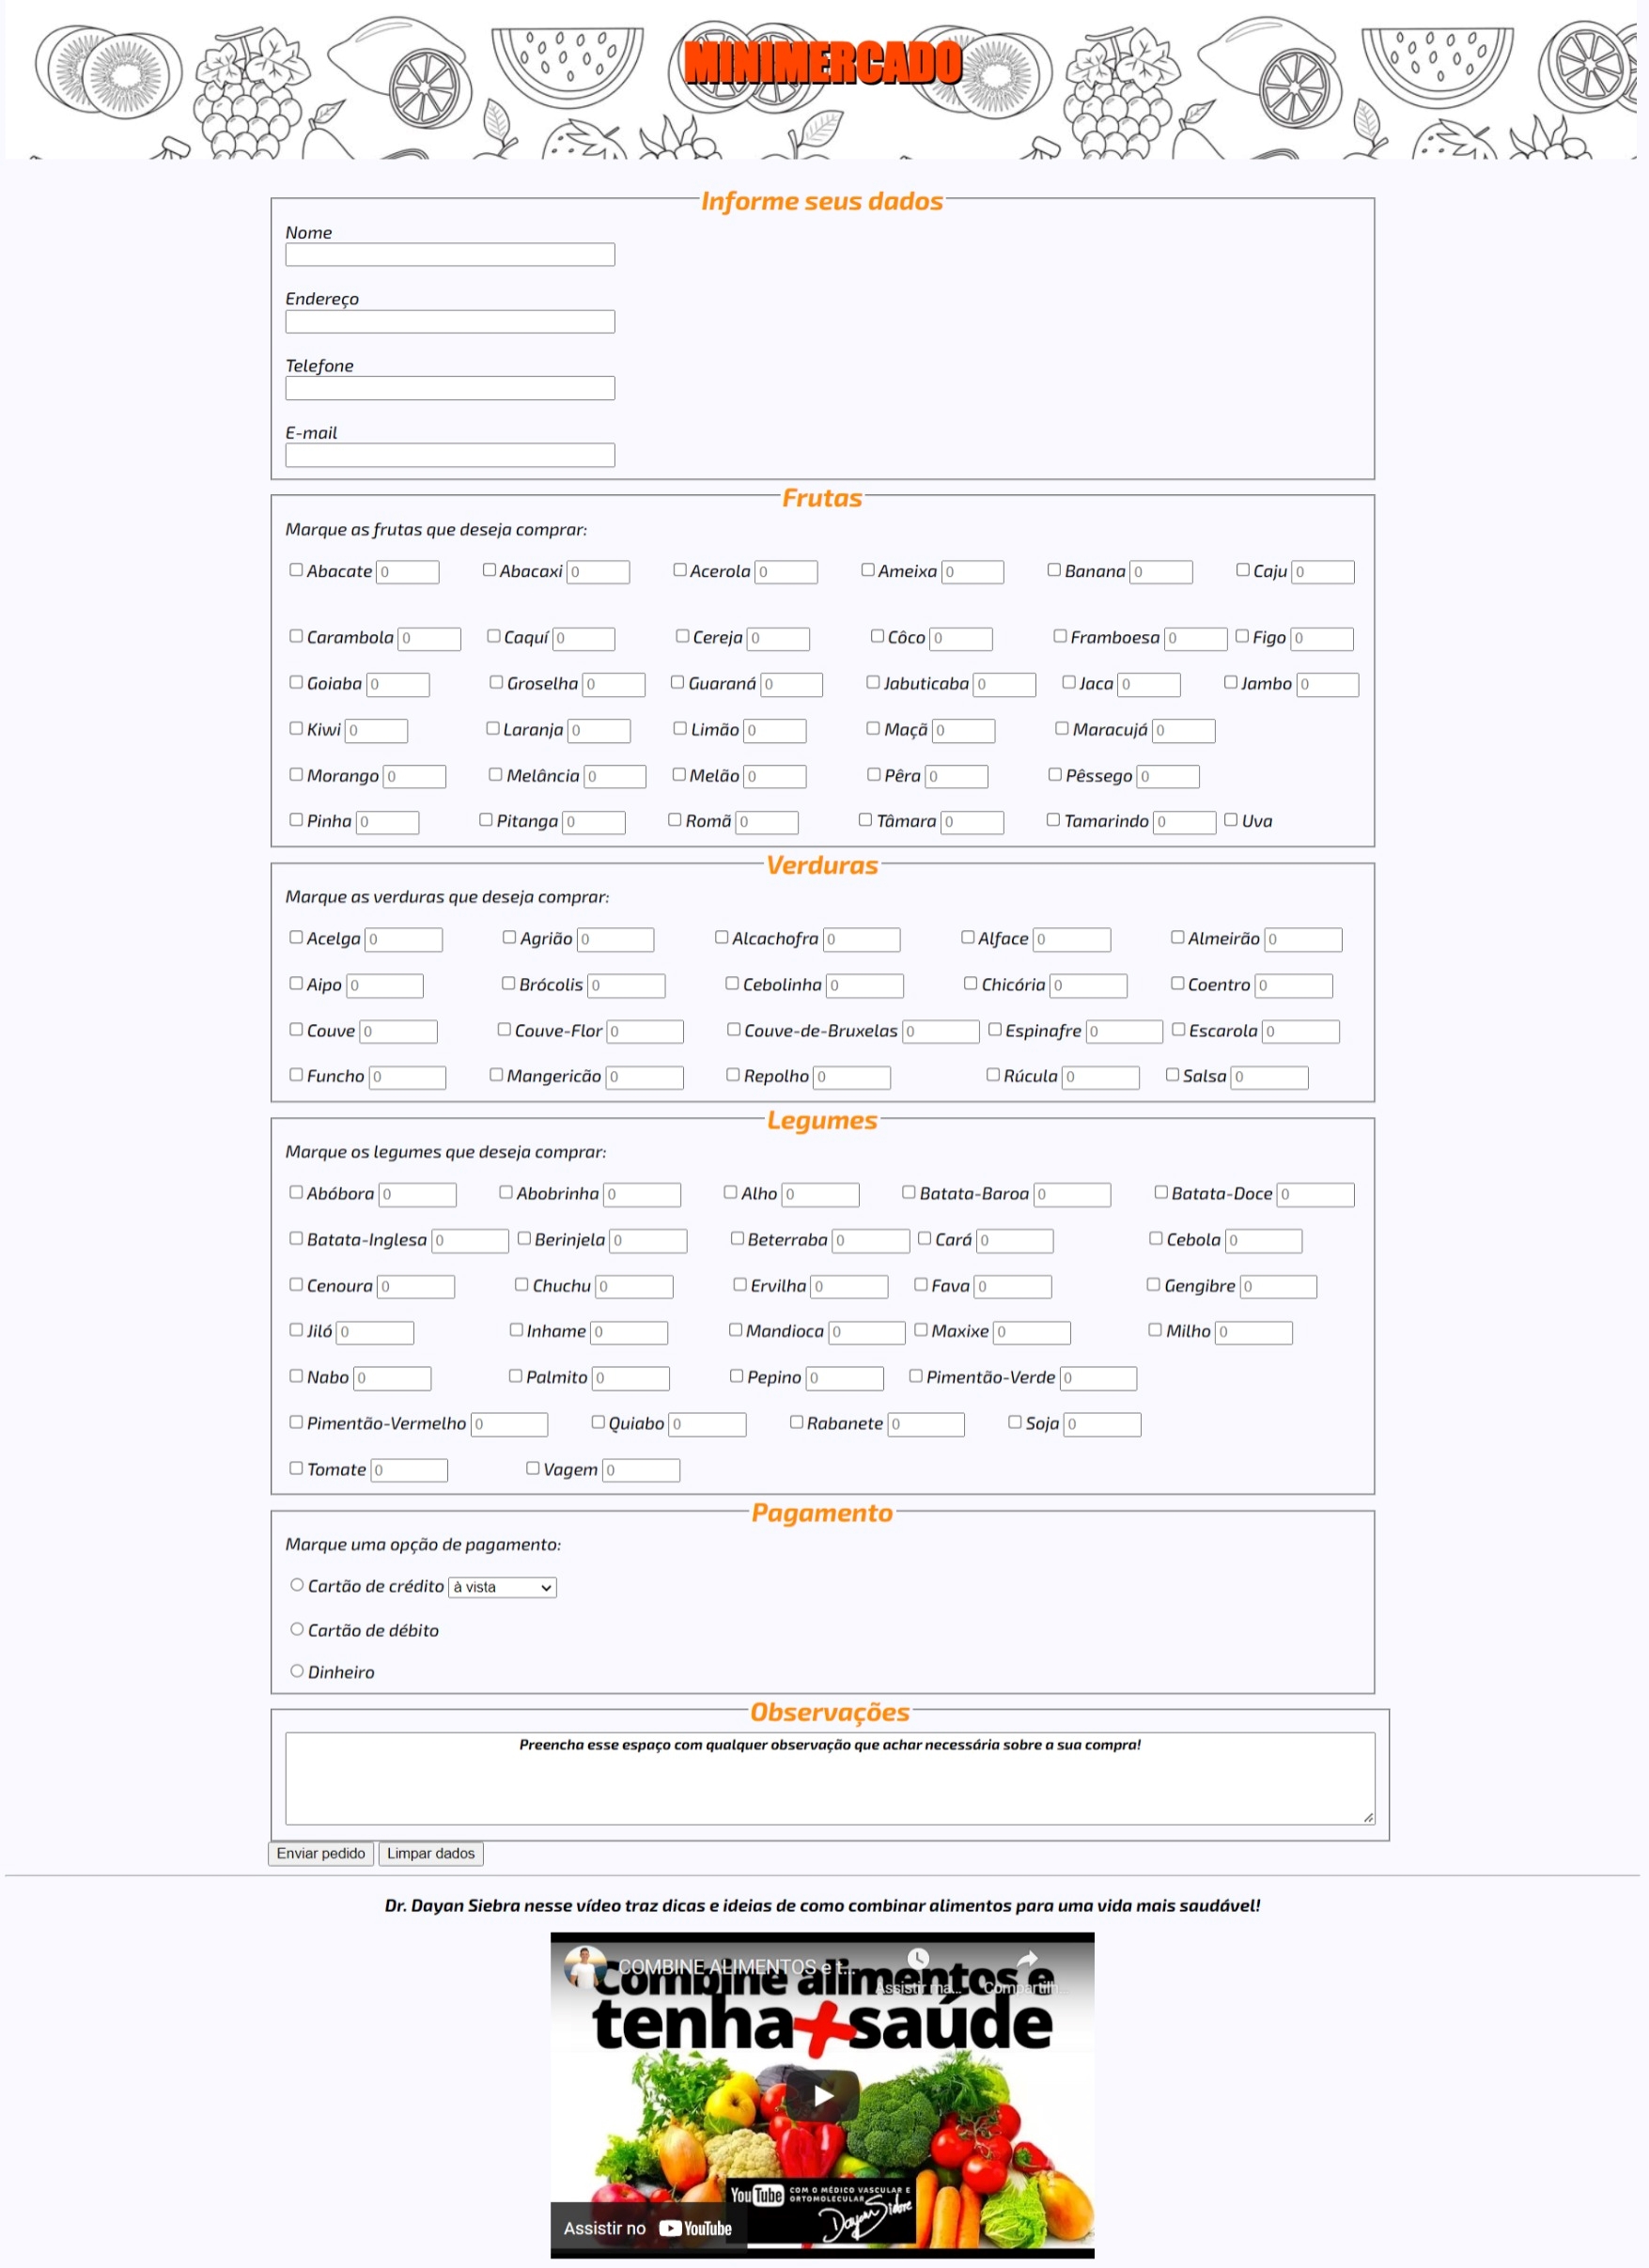 MINIMERCADO
Informe seus dados
Nome
Endereço
Telefone
E-mail
Frutas
Marque as frutas que deseja comprar:
Abacate 0 Abacaxi 0 Acerola 0 Ameixa 0 Banana 0 Caju 0
Carambola 0 Caquí 0 Cereja 0 Côco 0 Framboesa 0 Figo 0
Goiaba 0 Groselha 0 Guaraná 0 Jabuticaba 0 Jaca 0 Jambo 0
Kiwi 0 Laranja 0 Limão 0 Maçã 0 Maracujá 0
Morango 0 Melância 0 Melão 0 Pêra 0 Pêssego 0
Pinha 0 Pitanga 0 Romã 0 Tâmara 0 Tamarindo 0 Uva
Verduras
Marque as verduras que deseja comprar:
Acelga 0 Agrião 0 Alcachofra 0 Alface 0 Almeirão 0
Aipo 0 Brócolis 0 Cebolinha 0 Chicória 0 Coentro 0
Couve 0 Couve-Flor 0 Couve-de-Bruxelas 0 Espinafre 0 Escarola 0
Funcho 0 Mangericão 0 Repolho 0 Rúcula 0 Salsa 0
Legumes
Marque os legumes que deseja comprar:
Abóbora 0 Abobrinha 0 Alho 0 Batata-Baroa 0 Batata-Doce 0
Batata-Inglesa 0 Berinjela 0 Beterraba 0 Cará 0 Cebola 0
Cenoura 0 Chuchu 0 Ervilha 0 Fava 0 Gengibre 0
Jiló 0 Inhame 0 Mandioca 0 Maxixe 0 Milho 0
Nabo 0 Palmito 0 Pepino 0 Pimentão-Verde 0
Pimentão-Vermelho 0 Quiabo 0 Rabanete 0 Soja 0
Tomate 0 Vagem 0
Pagamento
Marque uma opção de pagamento:
Cartão de crédito à vista
Cartão de débito
Dinheiro
Observações
Preencha esse espaço com qualquer observação que achar necessária sobre a sua compra!
Enviar pedido Limpar dados
Dr. Dayan Siebra nesse vídeo traz dicas e ideias de como combinar alimentos para uma vida mais saudável!
COMBINE ALIMENTOS e t...
Combine alimentos e
Assistir ma... Compartilh...
tenha+saúde
YouTube COM O MÉDICO VASCULAR E
ORTOMOLECULAR
Dayan Siebra
Assistir no YouTube